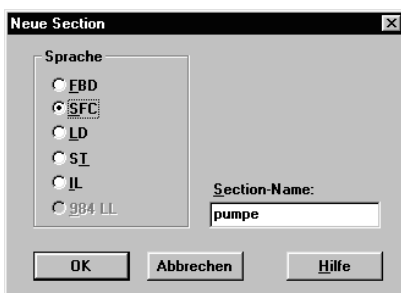 Neue Section
Sprache
FBD
SFC
LD
ST
IL
984 LL
Section-Name:
pumpe
OK
Abbrechen
Hilfe